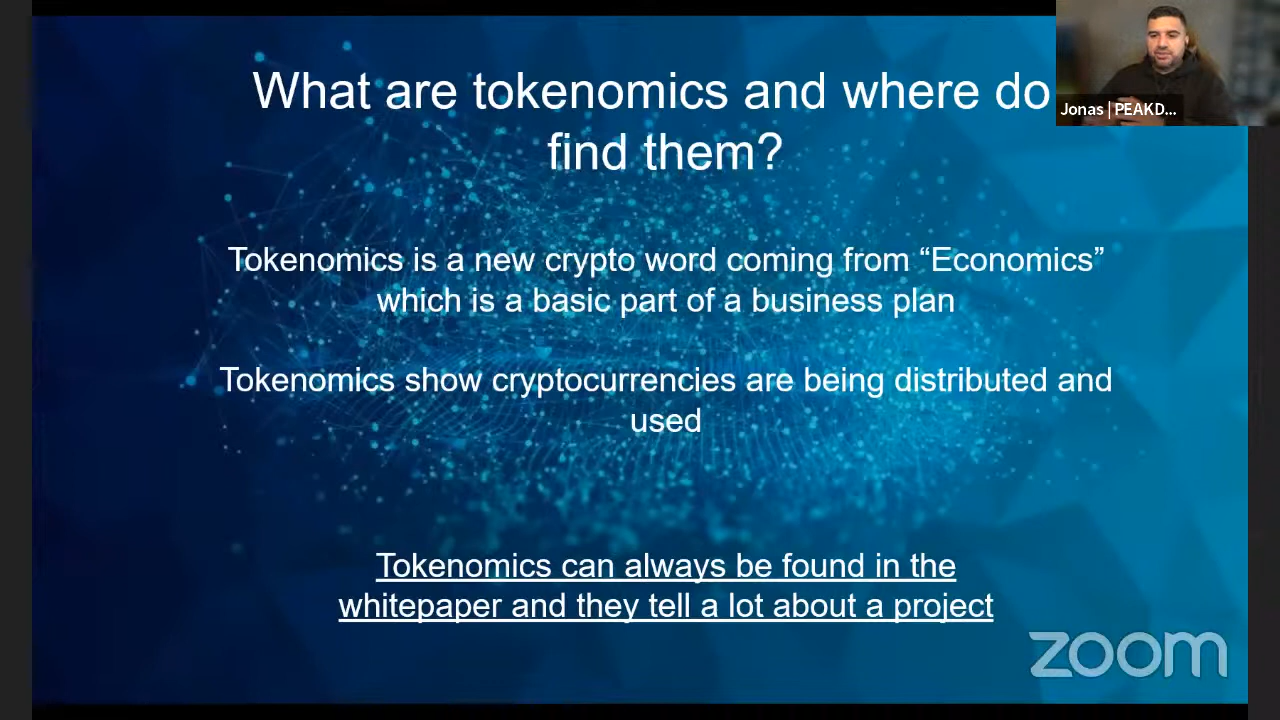 What are tokenomics and where do
find them?
Jonas | PEAKD...
Tokenomics is a new crypto word coming from “Economics”
which is a basic part of a business plan
Tokenomics show cryptocurrencies are being distributed and
used
Tokenomics can always be found in the
whitepaper and they tell a lot about a project
zoom